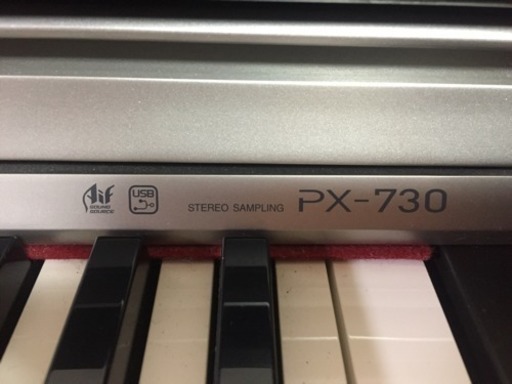 Aif SOUND SOURCE USB STEREO SAMPLING PX-730